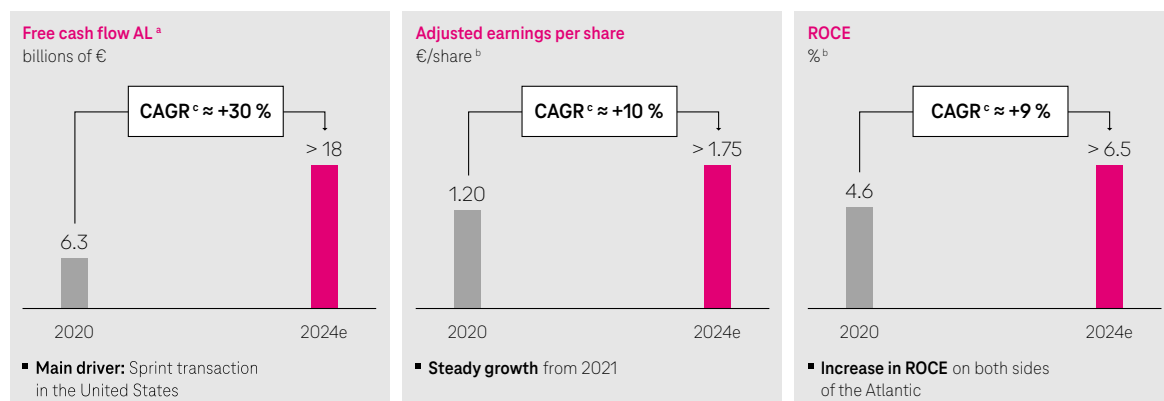 Free cash flow AL a
billions of €
CAGR c ≈ +30 %
> 18
6.3
2020
2024e
▪ Main driver: Sprint transaction
in the United States
Adjusted earnings per share
€/share b
CAGR c ≈ +10 %
> 1.75
1.20
2020
2024e
▪ Steady growth from 2021
ROCE
% b
CAGR c ≈ +9 %
> 6.5
4.6
2020
2024e
▪ Increase in ROCE on both sides
of the Atlantic